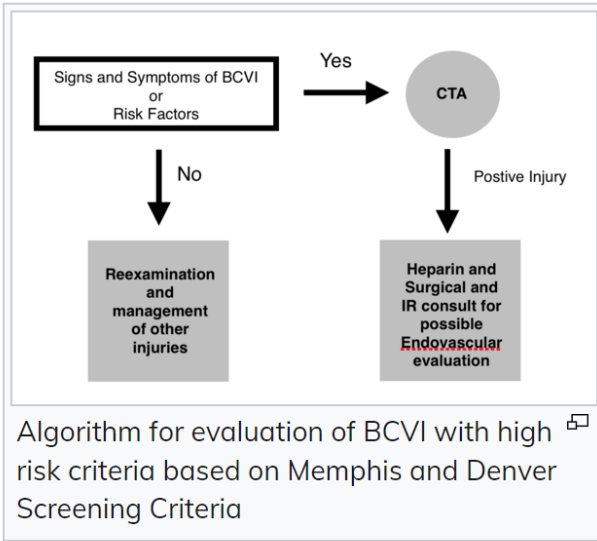 Signs and Symptoms of BCVI
or
Risk Factors
Yes
CTA
No
Postive Injury
Reexamination
and
management
of other
injuries
Heparin and
Surgical and
IR consult for
possible
Endovascular
evaluation
Algorithm for evaluation of BCVI with high
risk criteria based on Memphis and Denver
Screening Criteria